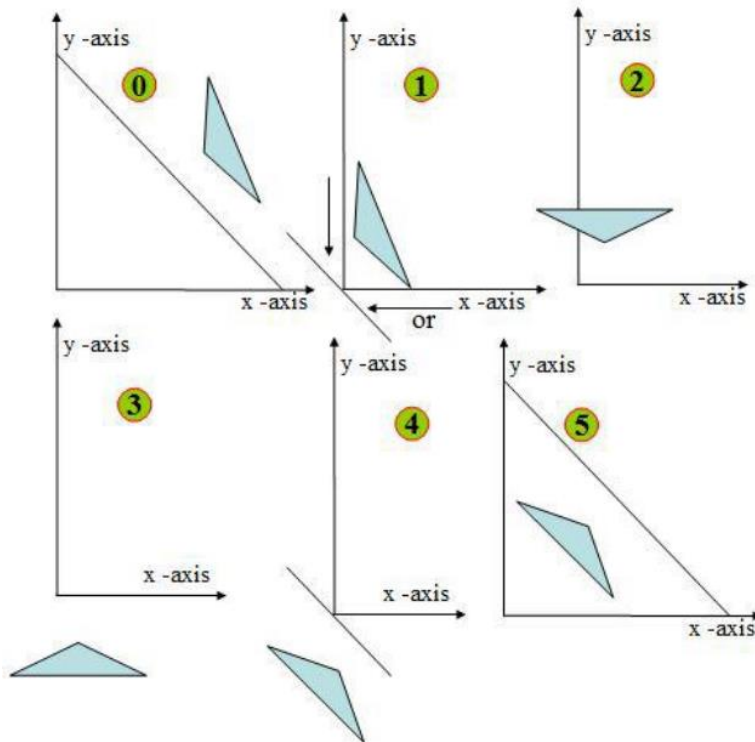 y -axis
0
x -axis
y -axis
1
x -axis
or
y -axis
2
x -axis
y -axis
3
x -axis
y -axis
4
x -axis
y -axis
5
x -axis